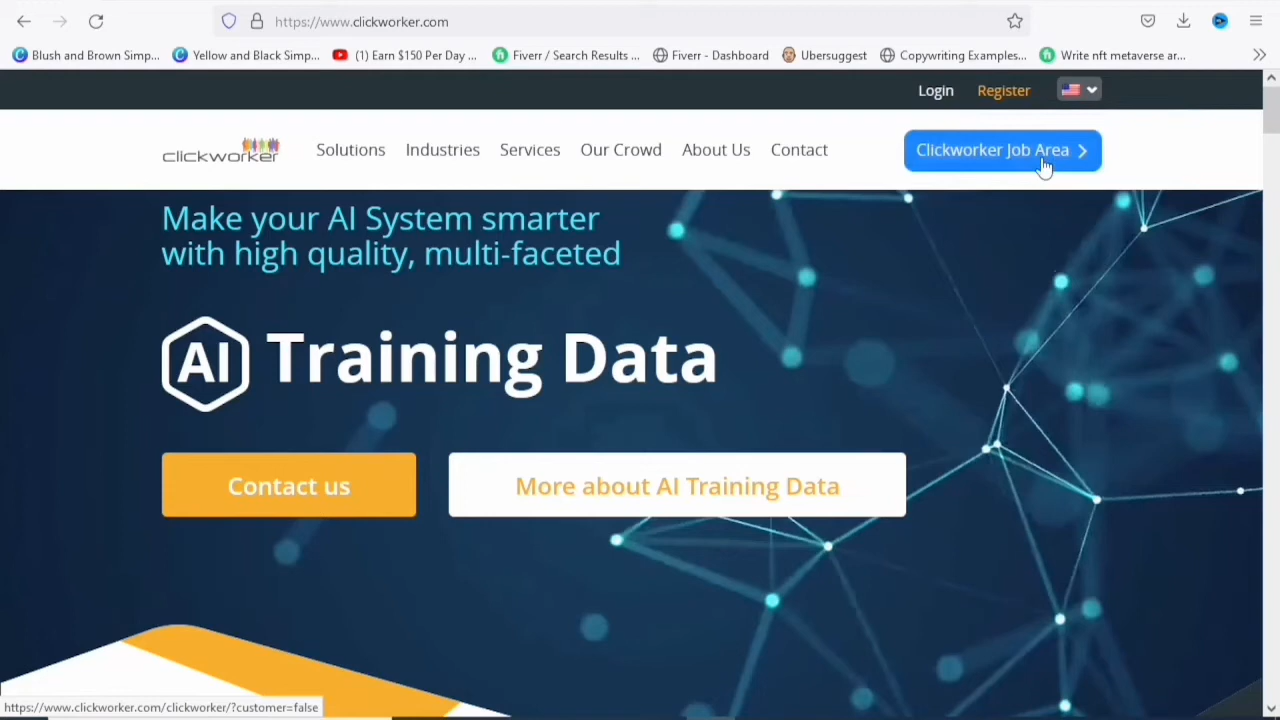 https://www.clickworker.com
Blush and Brown Simp...
Yellow and Black Simp...
(1) Earn $150 Per Day ...
Fiverr / Search Results ...
Fiverr - Dashboard
Ubersuggest
Copywriting Examples...
Write nft metaverse ar...
Login
Register
clickworker
Solutions
Industries
Services
Our Crowd
About Us
Contact
Clickworker Job Area
Make your AI System smarter
with high quality, multi-faceted
AI Training Data
Contact us
More about AI Training Data
https://www.clickworker.com/clickworker/?customer=false